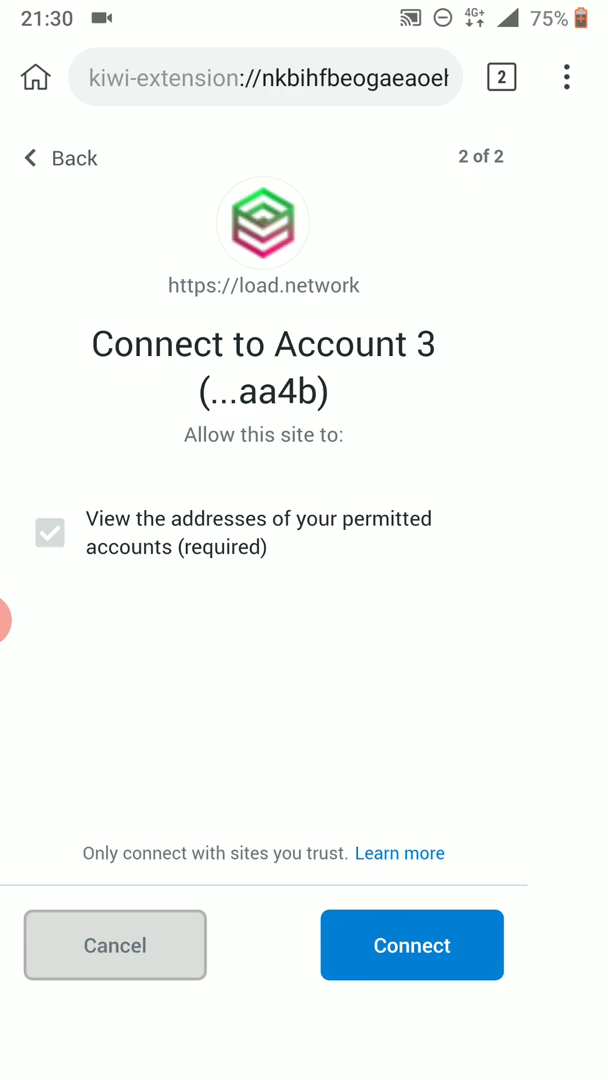 21:30
4G+
75%
kiwi-extension://nkbihfbeogaeaoeh
2
Back
2 of 2
https://load.network
Connect to Account 3
(...aa4b)
Allow this site to:
View the addresses of your permitted
accounts (required)
Only connect with sites you trust. Learn more
Cancel
Connect